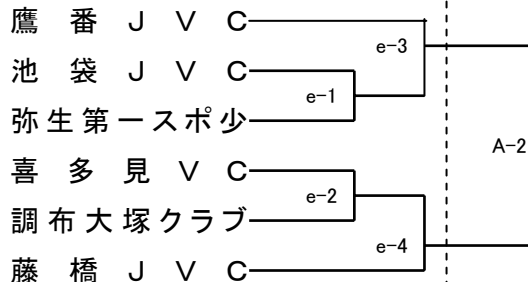 鷹番JVC
e-3
池袋JVC
e-1
弥生第一スポ少
A-2
喜多見VC
e-2
調布大塚クラブ
e-4
藤橋JVC